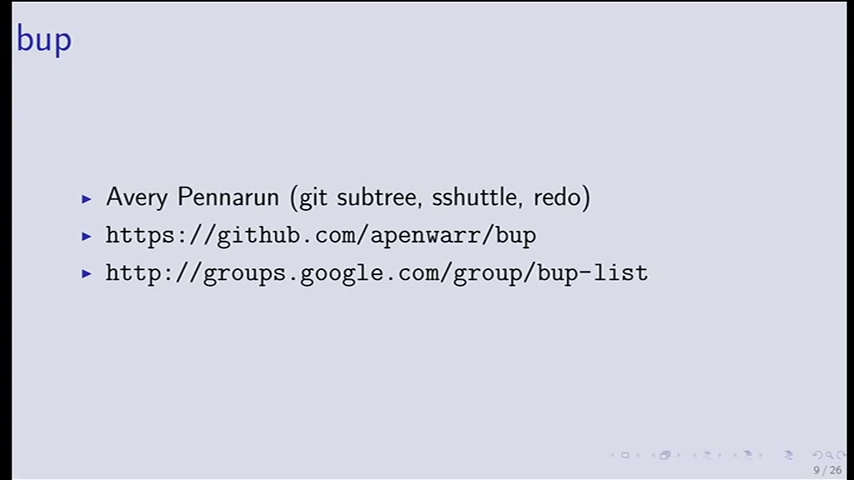 bup
Avery Pennarun (git subtree, sshuttle, redo)
https://github.com/apenwarr/bup
http://groups.google.com/group/bup-list
9 / 26